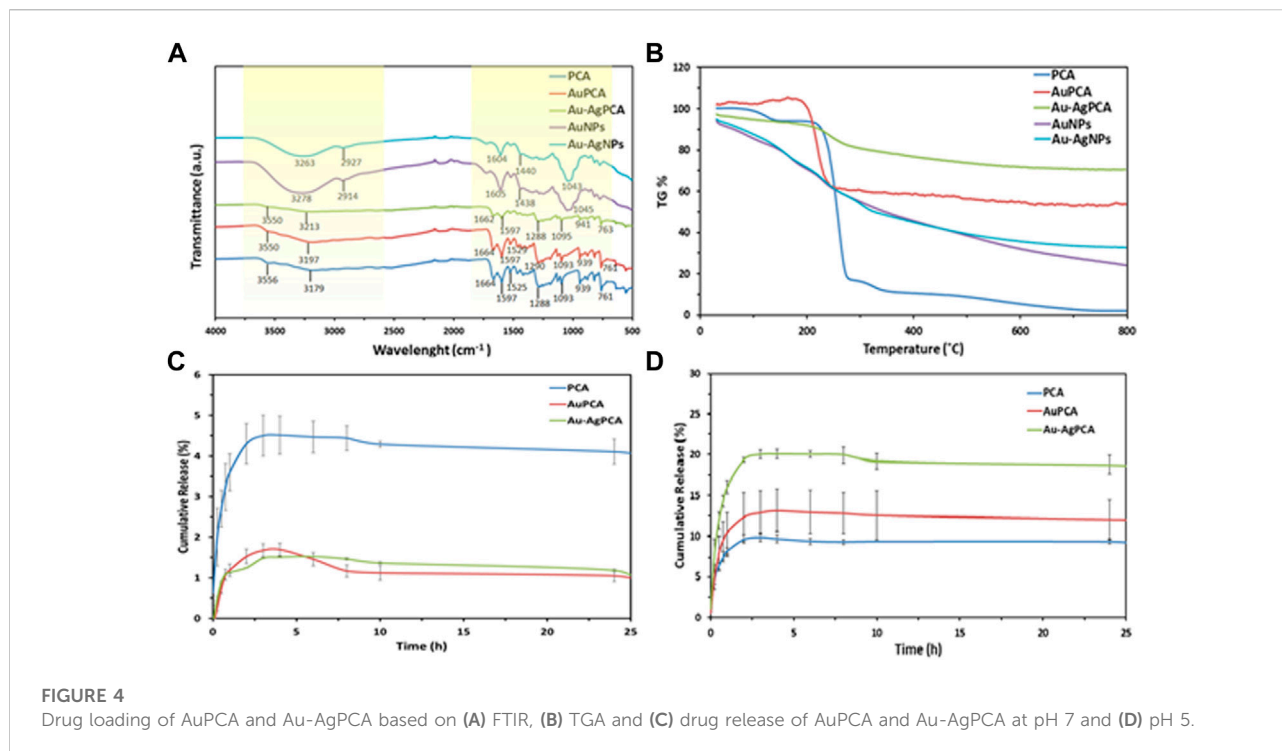 A
PCA
AuPCA
Au-AgPCA
AuNPs
Au-AgNPs
3263
2927
1604
1440
1043
3278
2914
1605
1438
1045
3550
3213
1662
1597
1288
1095
941
763
3550
3197
1664
1597
1529
1290
1093
939
761
3556
3179
1664
1597
1525
1288
1093
939
761
Transmittance (a.u.)
4000 3500 3000 2500 2000 1500 1000 500
Wavelenght (cm-1)
B
PCA
AuPCA
Au-AgPCA
AuNPs
Au-AgNPs
120
100
80
60
40
20
0
TG %
0 200 400 600 800
Temperature (˚C)
C
PCA
AuPCA
Au-AgPCA
6
5
4
3
2
1
0
Cumulative Release (%)
0 5 10 15 20 25
Time (h)
D
PCA
AuPCA
Au-AgPCA
30
25
20
15
10
5
0
Cumulative Release (%)
0 5 10 15 20 25
Time (h)
FIGURE 4
Drug loading of AuPCA and Au-AgPCA based on (A) FTIR, (B) TGA and (C) drug release of AuPCA and Au-AgPCA at pH 7 and (D) pH 5.